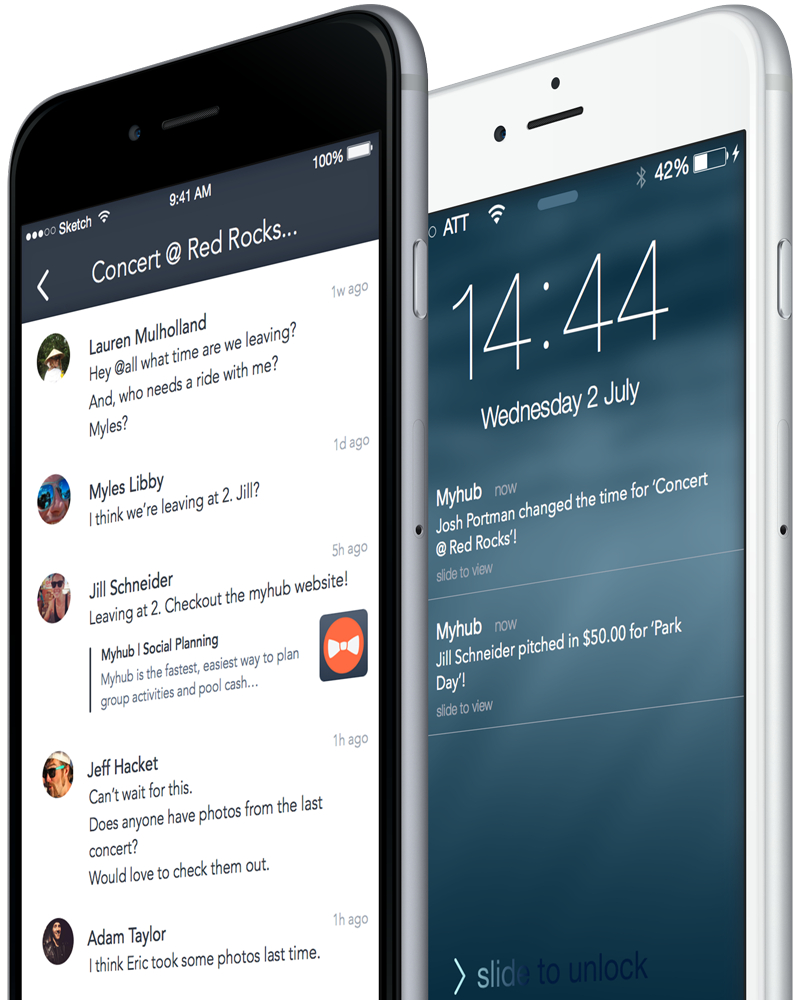 Sketch
9:41 AM
100%
Concert @ Red Rocks...
1w ago
Lauren Mulholland
Hey @all what time are we leaving?
And, who needs a ride with me?
Myles?
1d ago
Myles Libby
I think we're leaving at 2. Jill?
5h ago
Jill Schneider
Leaving at 2. Checkout the myhub website!
Myhub | Social Planning
Myhub is the fastest, easiest way to plan
group activities and pool cash...
1h ago
Jeff Hacket
Can't wait for this.
Does anyone have photos from the last
concert?
Would love to check them out.
1h ago
Adam Taylor
I think Eric took some photos last time.
ATT
42%
14:44
Wednesday 2 July
Myhub now
Josh Portman changed the time for 'Concert
@ Red Rocks'!
slide to view
Myhub now
Jill Schneider pitched in $50.00 for 'Park
Day'!
slide to view
> slide to unlock